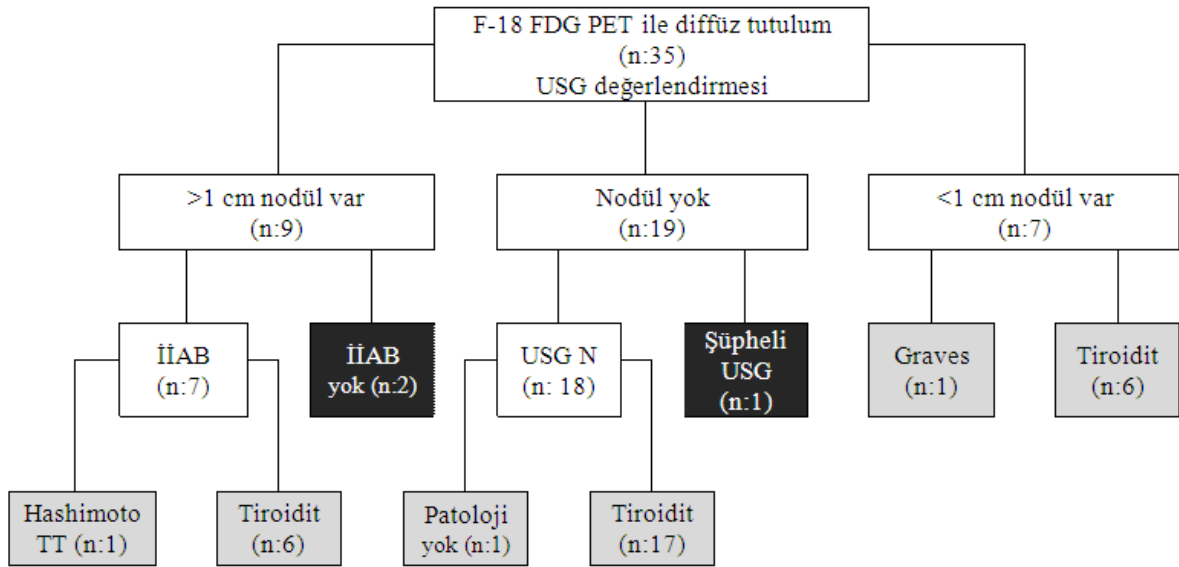 F-18 FDG PET ile diffüz tutulum
(n:35)
USG değerlendirmesi
>1 cm nodül var
(n:9)
Nodül yok
(n:19)
<1 cm nodül var
(n:7)
İİAB
(n:7)
İİAB
yok (n:2)
USG N
(n: 18)
Şüpheli
USG
(n:1)
Graves
(n:1)
Tiroidit
(n:6)
Hashimoto
TT (n:1)
Tiroidit
(n:6)
Patoloji
yok (n:1)
Tiroidit
(n:17)